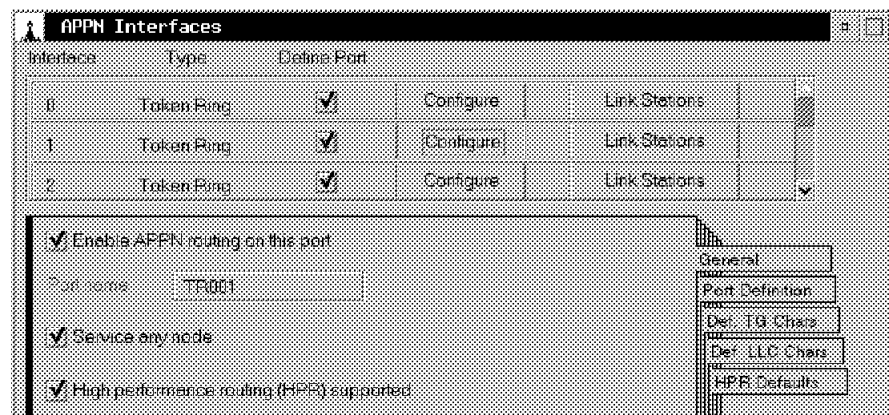 APPN Interfaces
Interface Type Define Port
0 Token Ring Configure Link Stations
1 Token Ring Configure Link Stations
2 Token Ring Configure Link Stations
Enable APPN routing on this port
Port name TR001
Service any node
High performance routing (HPR) supported
General
Port Definition
Def. TG Chars
Def. LLC Chars
HPR Defaults